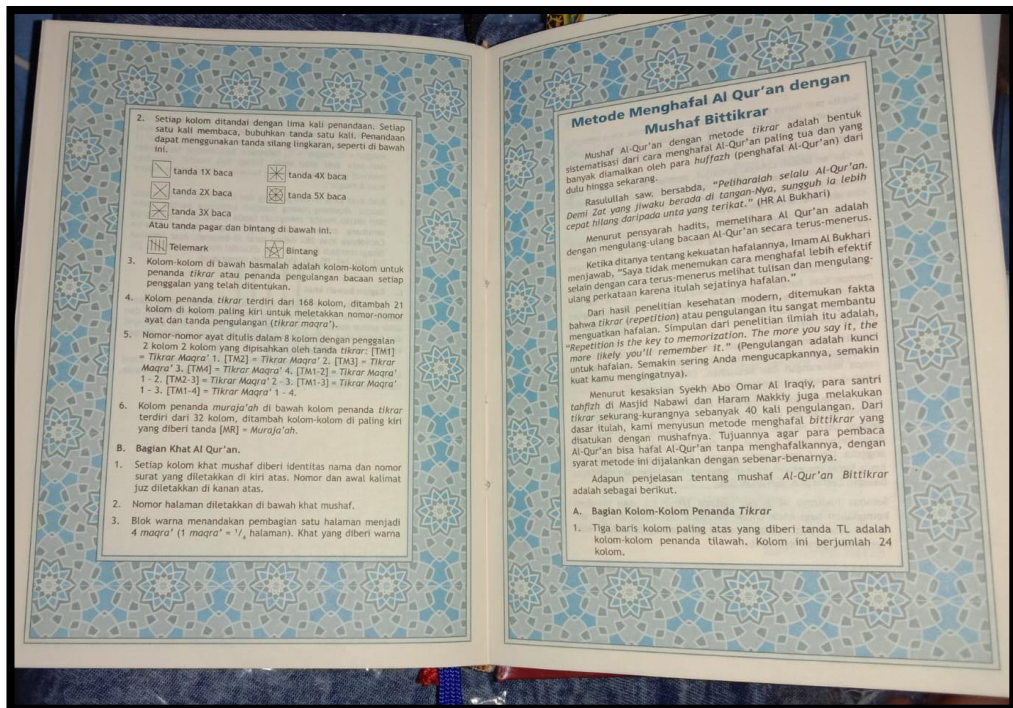 Metode Menghafal Al Qur'an dengan
Mushaf Bittikrar
Mushaf Al-Qur'an dengan metode tikrar adalah bentuk
sistematisasi dari cara menghafal Al-Qur'an paling tua dan yang
banyak diamalkan oleh para huffazh (penghafal Al-Qur'an) dari
dulu hingga sekarang.
Rasulullah saw. bersabda, "Peliharalah selalu Al-Qur'an.
Demi Zat yang jiwaku berada di tangan-Nya, sungguh ia lebih
cepat hilang daripada unta yang terikat." (HR Al Bukhari)
Menurut pensyarah hadits, memelihara Al Qur'an adalah
dengan mengulang-ulang bacaan Al-Qur'an secara terus-menerus.
Ketika ditanya tentang kekuatan hafalannya, Imam Al Bukhari
menjawab, "Saya tidak menemukan cara menghafal lebih efektif
selain dengan cara terus-menerus melihat tulisan dan mengulang-
ulang perkataan karena itulah sejatinya hafalan."
Dari hasil penelitian kesehatan modern, ditemukan fakta
bahwa tikrar (repetition) atau pengulangan itu sangat membantu
menguatkan hafalan. Simpulan dari penelitian ilmiah itu adalah,
"Repetition is the key to memorization. The more you say it, the
more likely you'll remember it." (Pengulangan adalah kunci
untuk hafalan. Semakin sering Anda mengucapkannya, semakin
kuat kamu mengingatnya).
Menurut kesaksian Syekh Abo Omar Al Iraqiy, para santri
tahfizh di Masjid Nabawi dan Haram Makkiy juga melakukan
tikrar sekurang-kurangnya sebanyak 40 kali pengulangan. Dari
dasar itulah, kami menyusun metode menghafal bittikrar yang
disatukan dengan mushafnya. Tujuannya agar para pembaca
Al-Qur'an bisa hafal Al-Qur'an tanpa menghafalkannya, dengan
syarat metode ini dijalankan dengan sebenar-benarnya.
Adapun penjelasan tentang mushaf Al-Qur'an Bittikrar
adalah sebagai berikut.
A. Bagian Kolom-Kolom Penanda Tikrar
1. Tiga baris kolom paling atas yang diberi tanda TL adalah
kolom-kolom penanda tilawah. Kolom ini berjumlah 24
kolom.
2. Setiap kolom ditandai dengan lima kali penandaan. Setiap
satu kali membaca, bubuhkan tanda satu kali. Penandaan
dapat menggunakan tanda silang lingkaran, seperti di bawah
ini.
tanda 1X baca
tanda 4X baca
tanda 2X baca
tanda 5X baca
tanda 3X baca
Atau tanda pagar dan bintang di bawah ini.
Telemark
Bintang
3. Kolom-kolom di bawah basmalah adalah kolom-kolom untuk
penanda tikrar atau penanda pengulangan bacaan setiap
penggalan yang telah ditentukan.
4. Kolom penanda tikrar terdiri dari 168 kolom, ditambah 21
kolom di kolom paling kiri untuk meletakkan nomor-nomor
ayat dan tanda pengulangan (tikrar maqra').
5. Nomor-nomor ayat ditulis dalam 8 kolom dengan penggalan
2 kolom 2 kolom yang dipisahkan oleh tanda tikrar: [TM1]
= Tikrar Maqra' 1. [TM2] = Tikrar Maqra' 2. [TM3] = Tikrar
Maqra' 3. [TM4] = Tikrar Maqra' 4. [TM1-2] = Tikrar Maqra'
1 - 2. [TM2-3] = Tikrar Maqra' 2 - 3. [TM1-3] = Tikrar Maqra'
1 - 3. [TM1-4] = Tikrar Maqra' 1 - 4.
6. Kolom penanda muraja'ah di bawah kolom penanda tikrar
terdiri dari 32 kolom, ditambah kolom-kolom di paling kiri
yang diberi tanda [MR] = Muraja'ah.
B. Bagian Khat Al Qur'an.
1. Setiap kolom khat mushaf diberi identitas nama dan nomor
surat yang diletakkan di kiri atas. Nomor dan awal kalimat
juz diletakkan di kanan atas.
2. Nomor halaman diletakkan di bawah khat mushaf.
3. Blok warna menandakan pembagian satu halaman menjadi
4 maqra' (1 maqra' = 1/4 halaman). Khat yang diberi warna